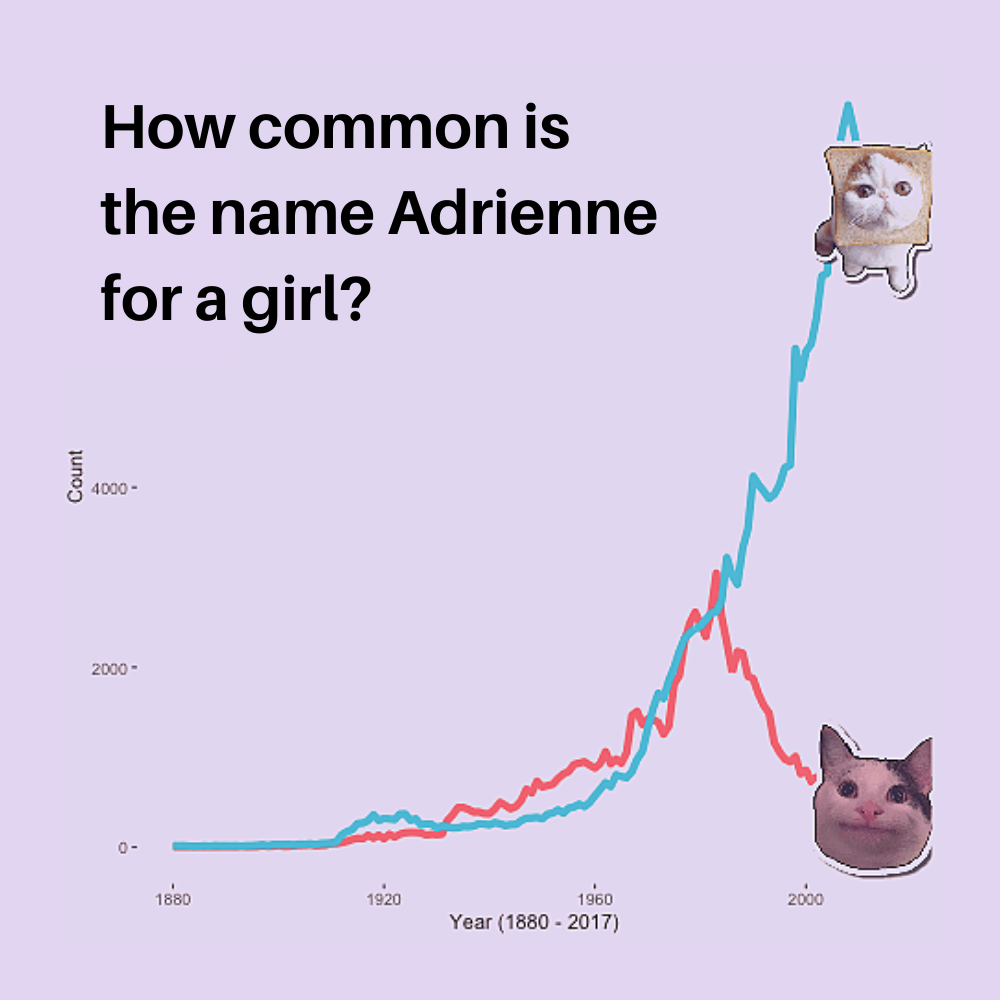 How common is
the name Adrienne
for a girl?
Count
4000
2000
0
1880 1920 1960 2000
Year (1880 - 2017)